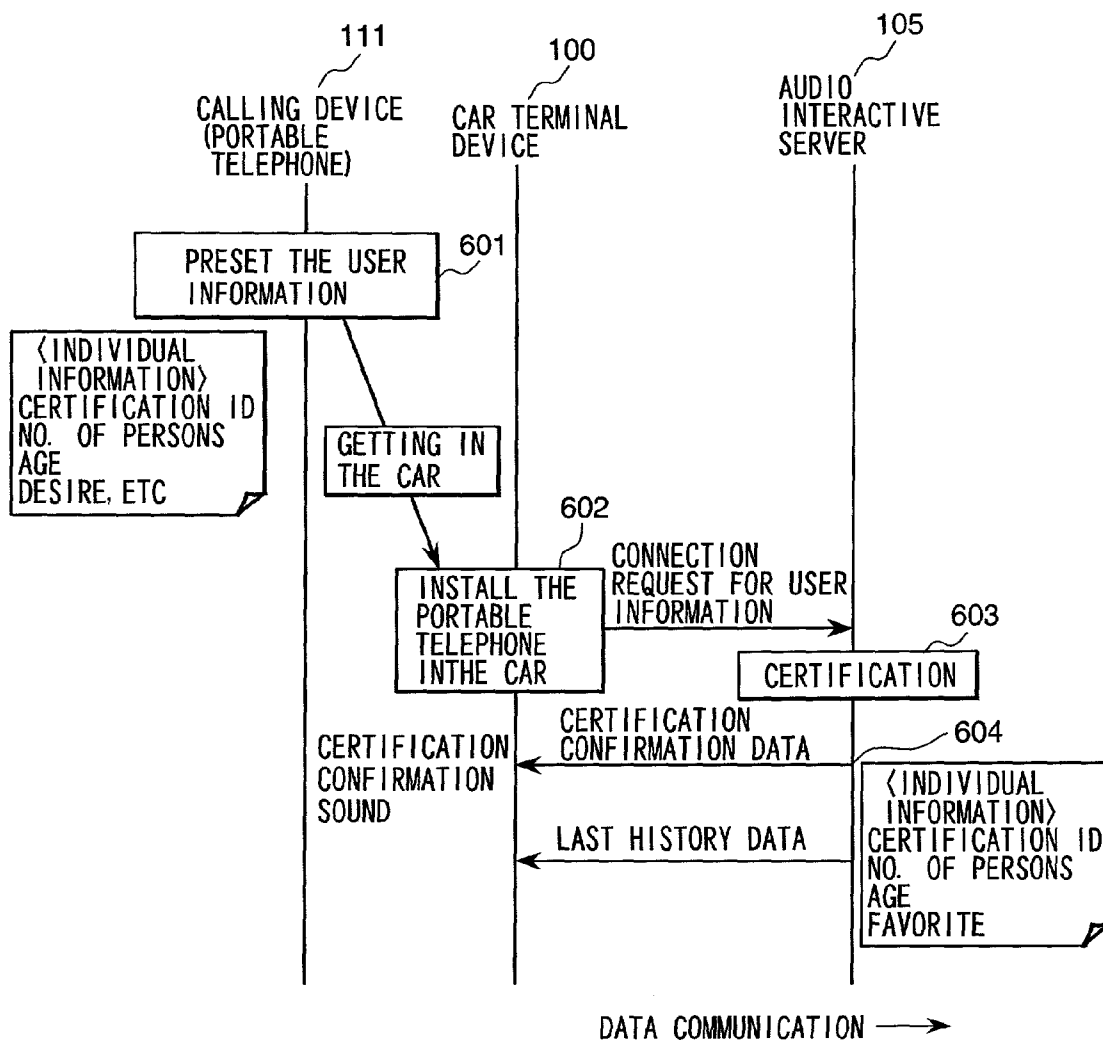 111
CALLING DEVICE
(PORTABLE
TELEPHONE)
100
CAR TERMINAL
DEVICE
105
AUDIO
INTERACTIVE
SERVER
601
PRESET THE USER
INFORMATION
〈INDIVIDUAL
INFORMATION〉
CERTIFICATION ID
NO. OF PERSONS
AGE
DESIRE, ETC
GETTING IN
THE CAR
602
INSTALL THE
PORTABLE
TELEPHONE
INTHE CAR
CONNECTION
REQUEST FOR USER
INFORMATION
603
CERTIFICATION
CERTIFICATION
CONFIRMATION DATA
604
CERTIFICATION
CONFIRMATION
SOUND
LAST HISTORY DATA
〈INDIVIDUAL
INFORMATION〉
CERTIFICATION ID
NO. OF PERSONS
AGE
FAVORITE
DATA COMMUNICATION